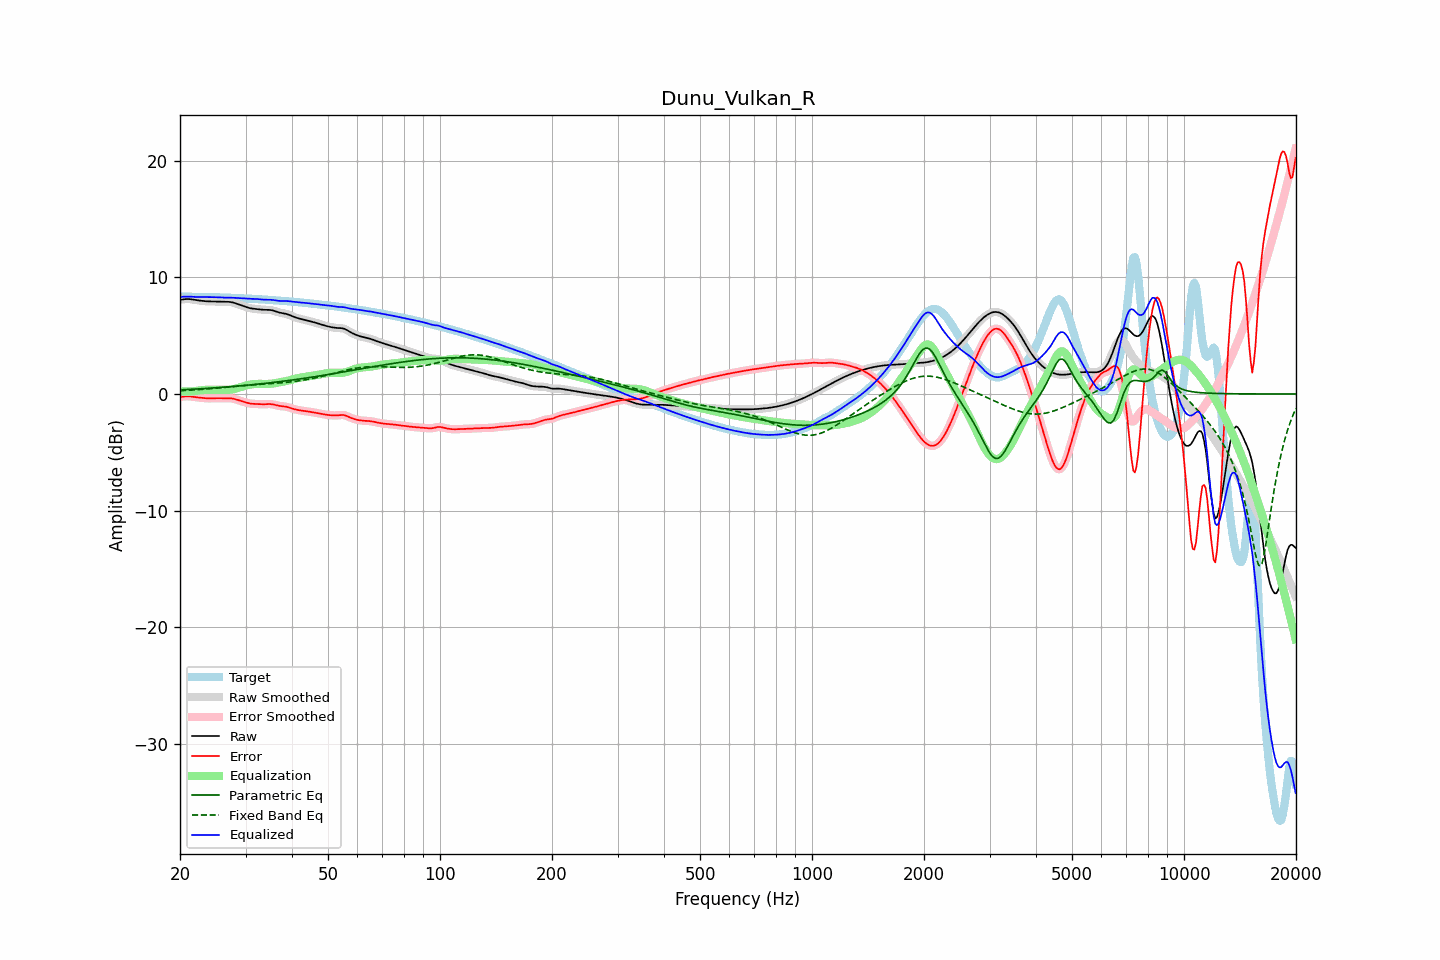 Dunu_Vulkan_R
Amplitude (dBr)
20
10
0
−10
−20
−30
Target
Raw Smoothed
Error Smoothed
Raw
Error
Equalization
Parametric Eq
Fixed Band Eq
Equalized
20 50 100 200 500 1000 2000 5000 10000 20000
Frequency (Hz)